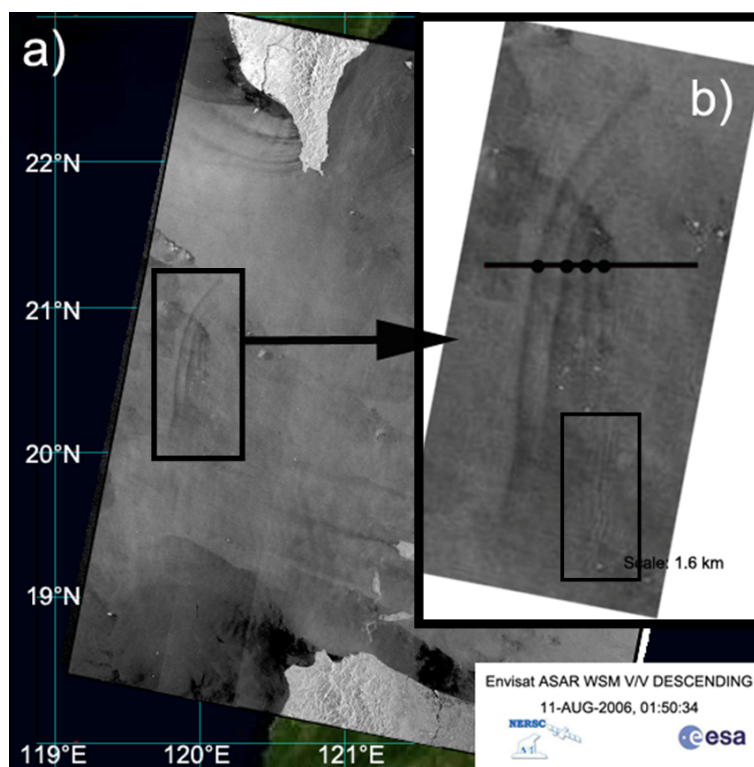 a)
b)
22°N
21°N
20°N
19°N
119°E
120°E
121°E
Scale: 1.6 km
Envisat ASAR WSM V/V DESCENDING
11-AUG-2006, 01:50:34
NERSC
esa